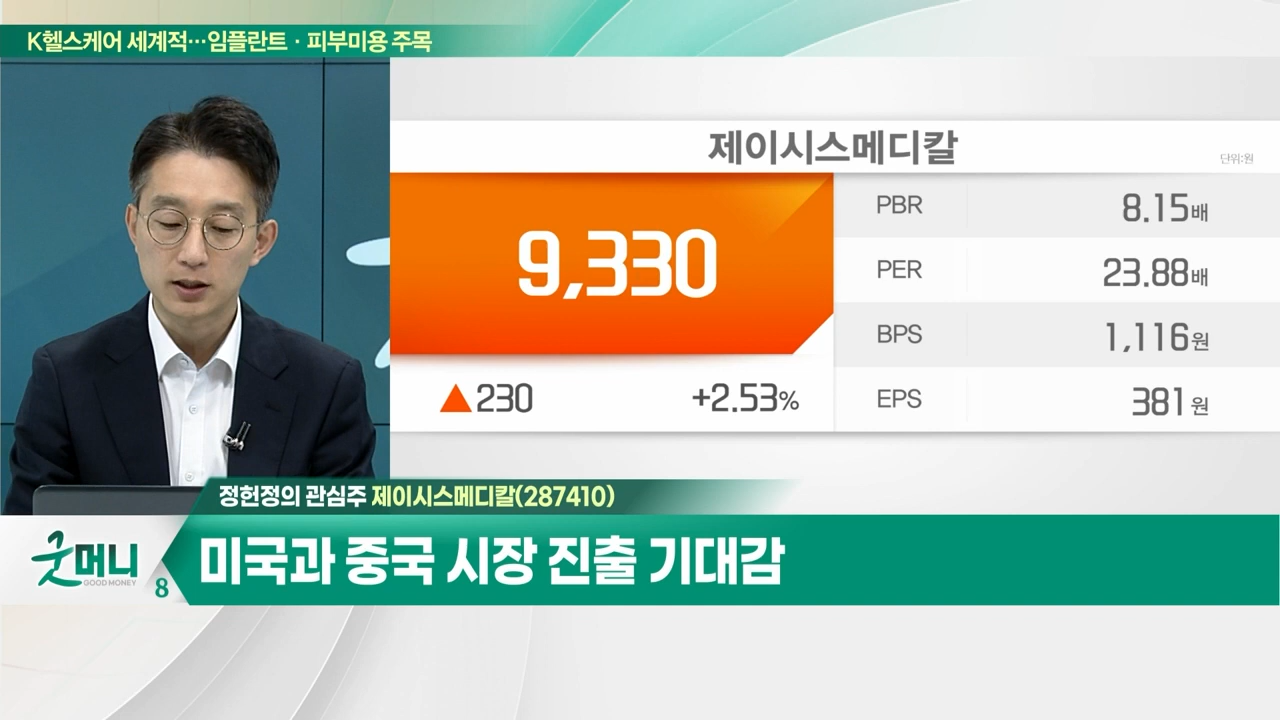 K헬스케어 세계적…임플란트·피부미용 주목
제이시스메디칼
단위:원
9,330
▲230 +2.53%
PBR 8.15배
PER 23.88배
BPS 1,116원
EPS 381원
정헌정의 관심주 제이시스메디칼(287410)
굿머니
GOOD MONEY
8
미국과 중국 시장 진출 기대감